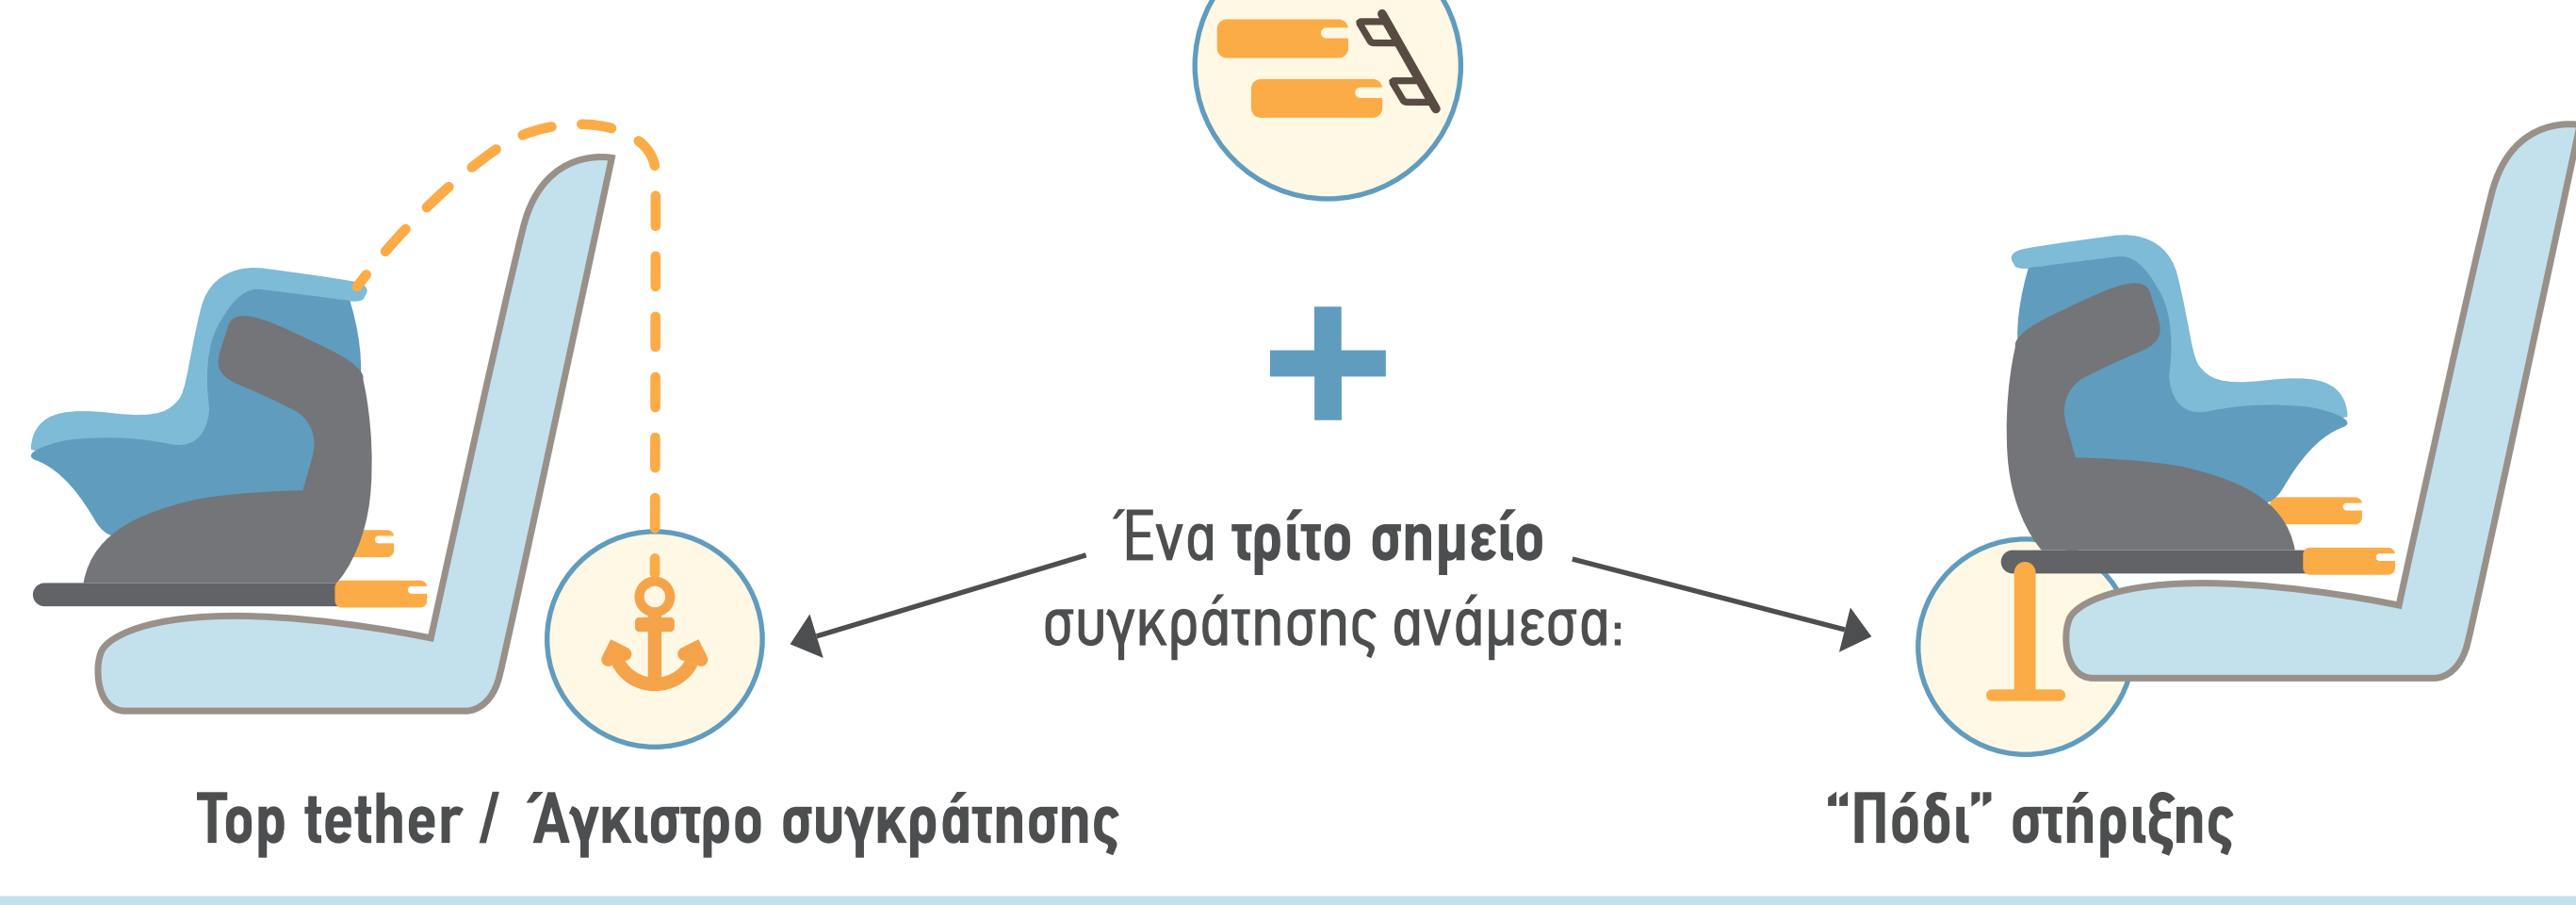 Ένα τρίτο σημείο
συγκράτησης ανάμεσα:
Top tether / Άγκιστρο συγκράτησης
“Πόδι” στήριξης